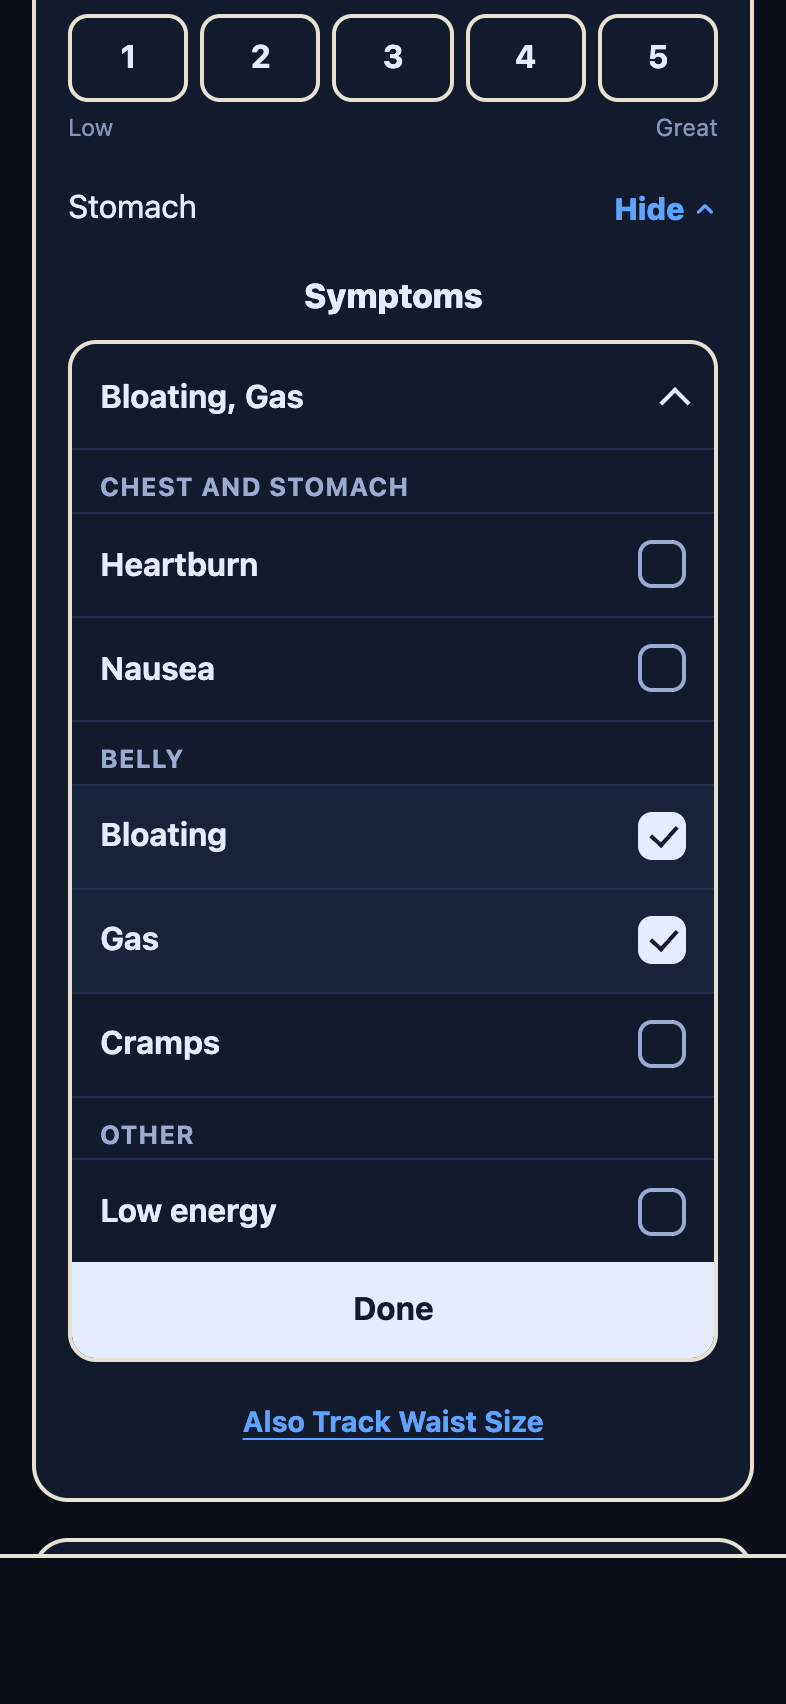 1 2 3 4 5
Low Great
Stomach Hide
Symptoms
Bloating, Gas
CHEST AND STOMACH
Heartburn
Nausea
BELLY
Bloating
Gas
Cramps
OTHER
Low energy
Done
Also Track Waist Size